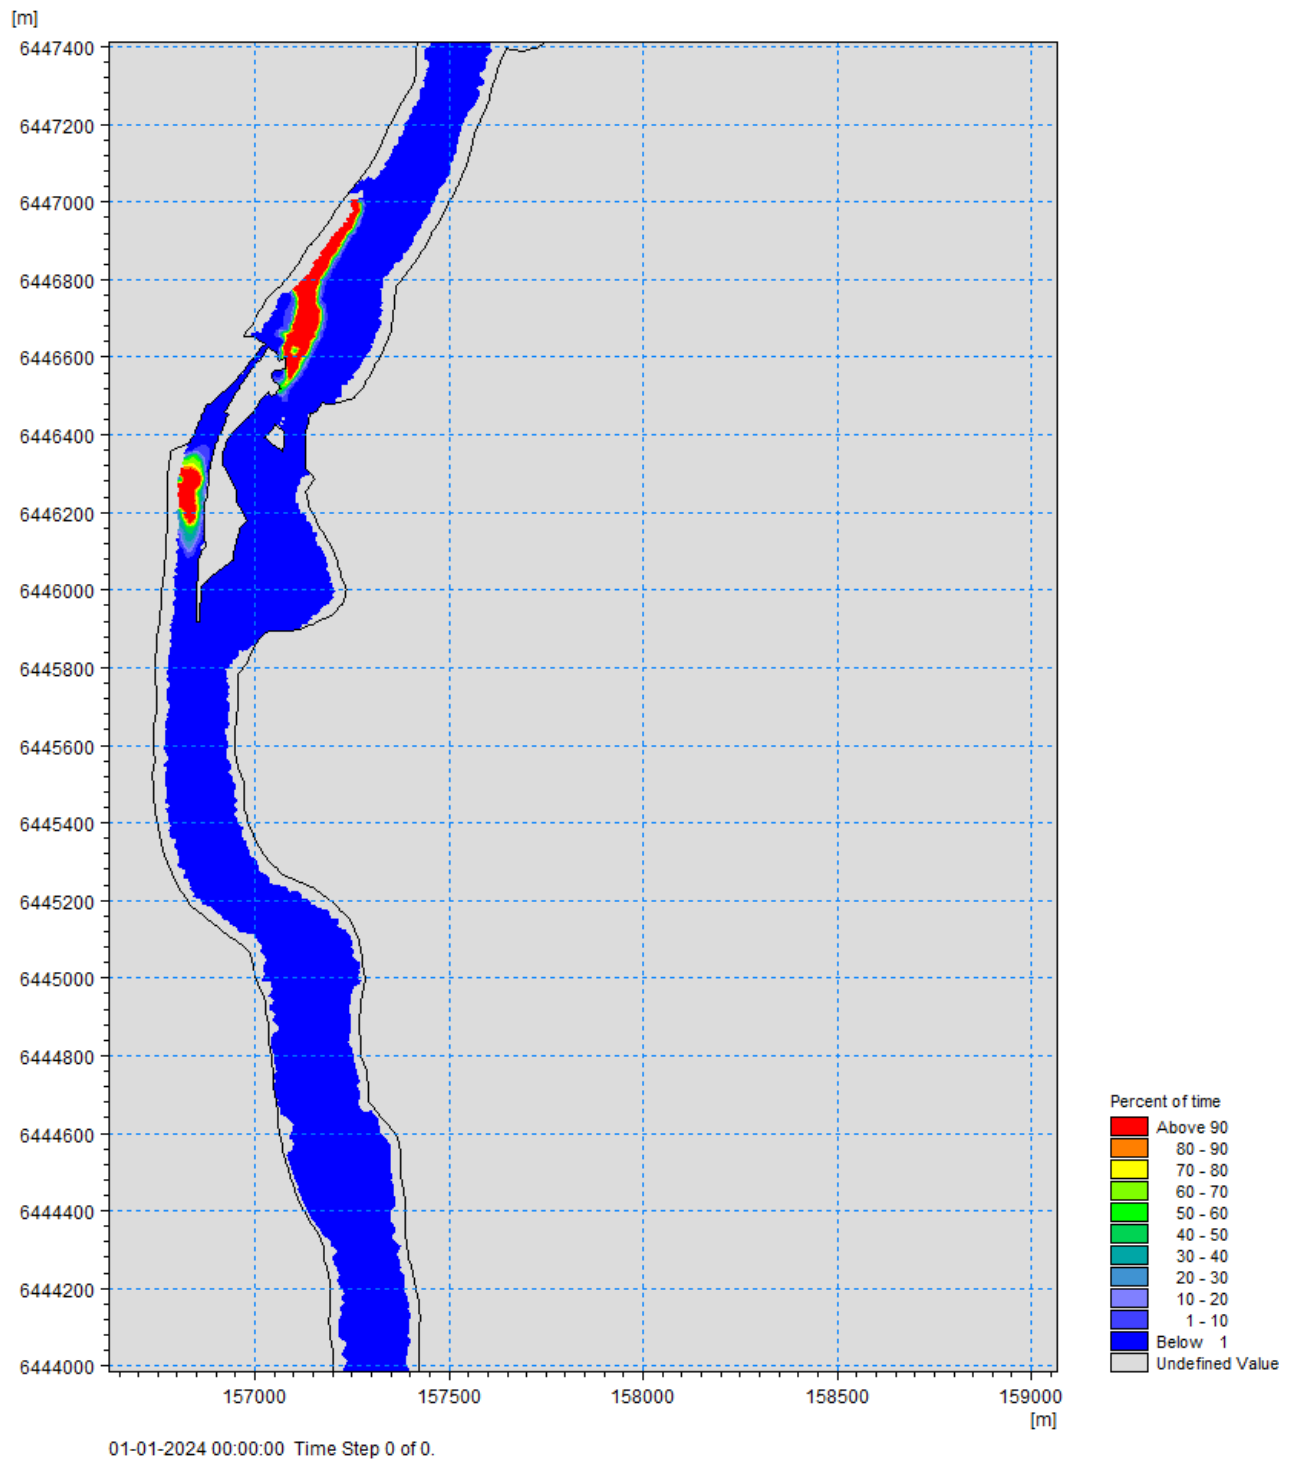 [m]
6447400
6447200
6447000
6446800
6446600
6446400
6446200
6446000
6445800
6445600
6445400
6445200
6445000
6444800
6444600
6444400
6444200
6444000
157000 157500 158000 158500 159000
[m]
Percent of time
Above 90
80 - 90
70 - 80
60 - 70
50 - 60
40 - 50
30 - 40
20 - 30
10 - 20
1 - 10
Below 1
Undefined Value
01-01-2024 00:00:00 Time Step 0 of 0.